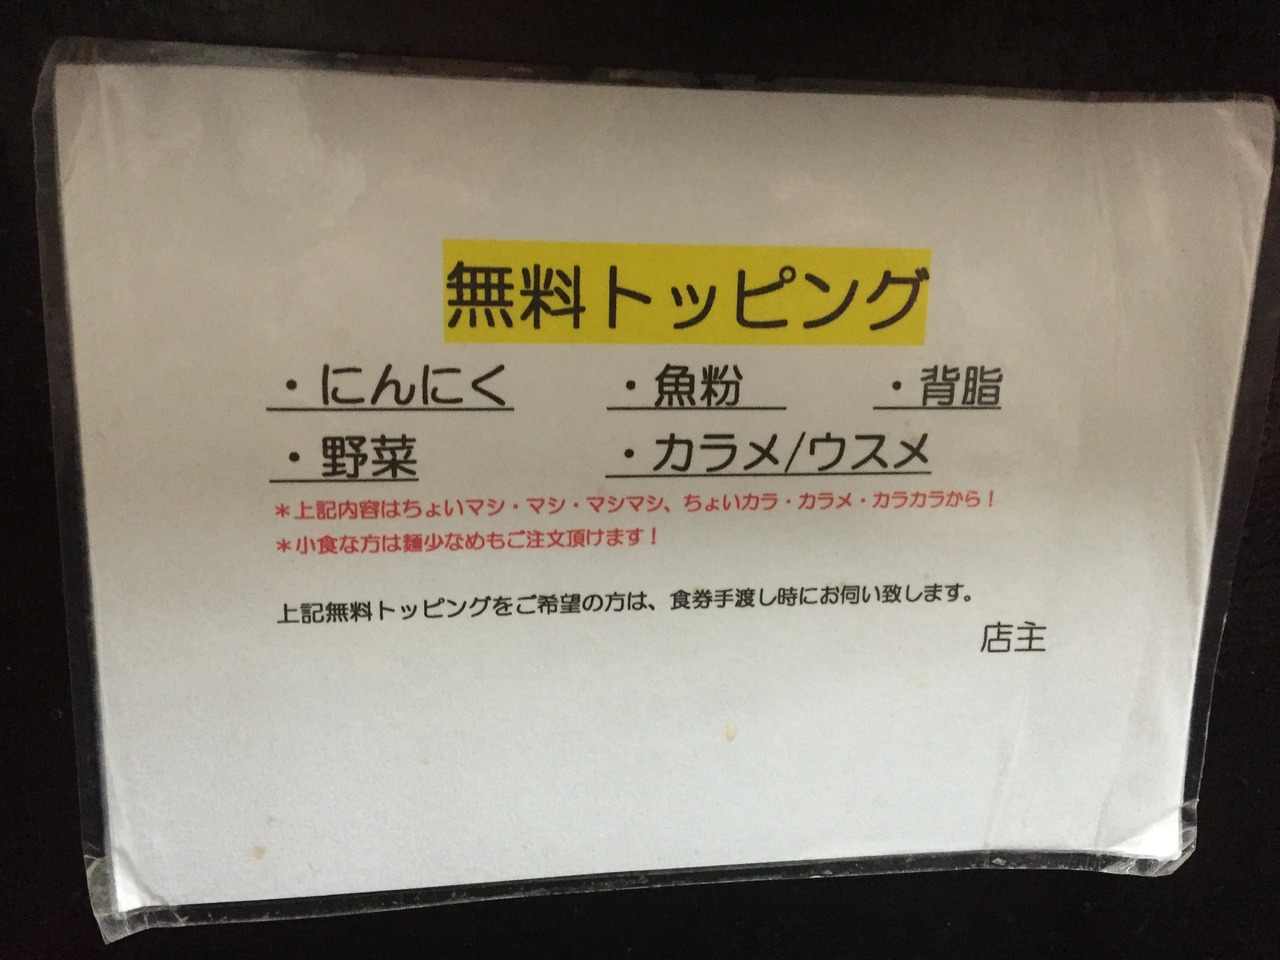 無料トッピング
・にんにく ・魚粉 ・背脂
・野菜 ・カラメ/ウスメ
＊上記内容はちょいマシ・マシ・マシマシ、ちょいカラ・カラメ・カラカラから！
＊小食な方は麺少なめもご注文頂けます！
上記無料トッピングをご希望の方は、食券手渡し時にお伺い致します。
店主